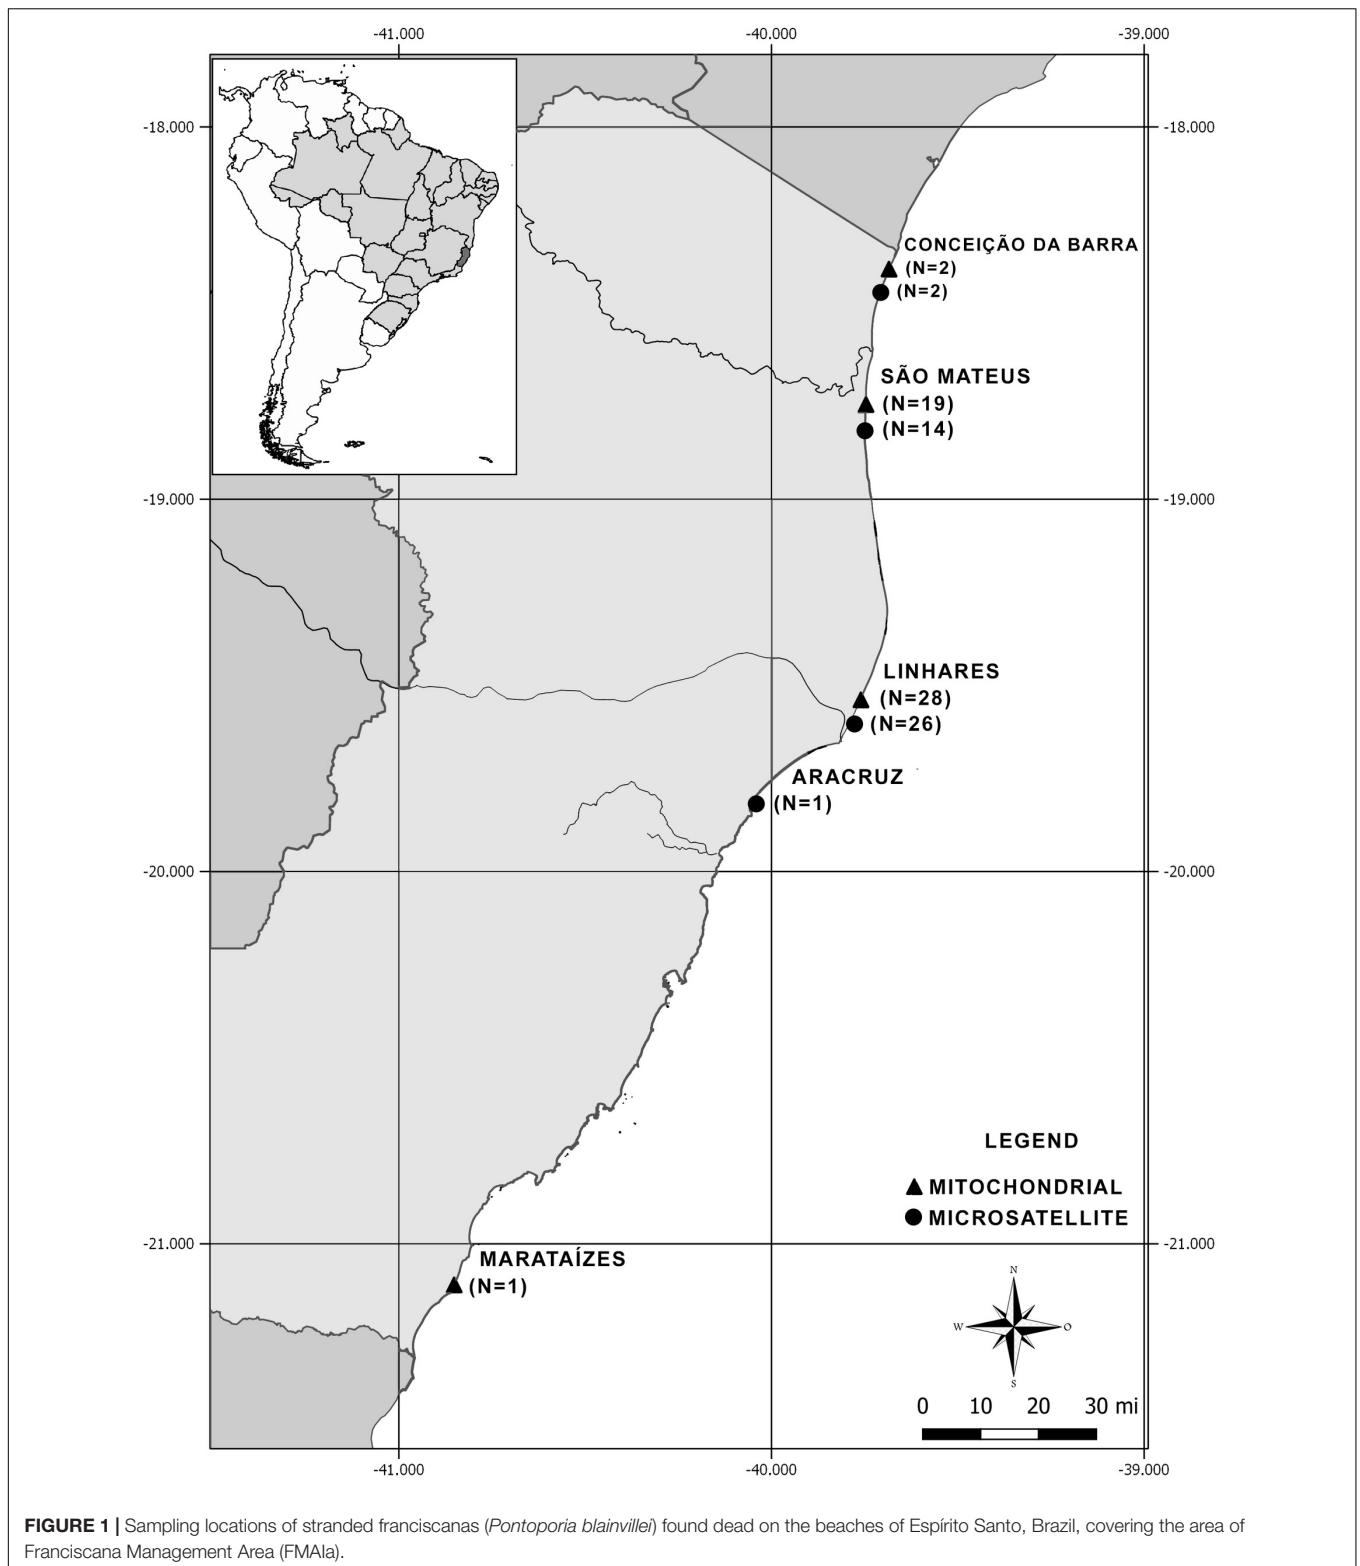 -41.000 -40.000 -39.000
-18.000 -18.000
CONCEIÇÃO DA BARRA
(N=2)
(N=2)
SÃO MATEUS
(N=19)
(N=14)
-19.000 -19.000
LINHARES
(N=28)
(N=26)
ARACRUZ
(N=1)
-20.000 -20.000
LEGEND
MITOCHONDRIAL
MICROSATELLITE
-21.000 -21.000
MARATAÍZES
(N=1)
N
W O
S
0 10 20 30 mi
-41.000 -40.000 -39.000
FIGURE 1 | Sampling locations of stranded franciscanas (Pontoporia blainvillei) found dead on the beaches of Espírito Santo, Brazil, covering the area of
Franciscana Management Area (FMAIa).